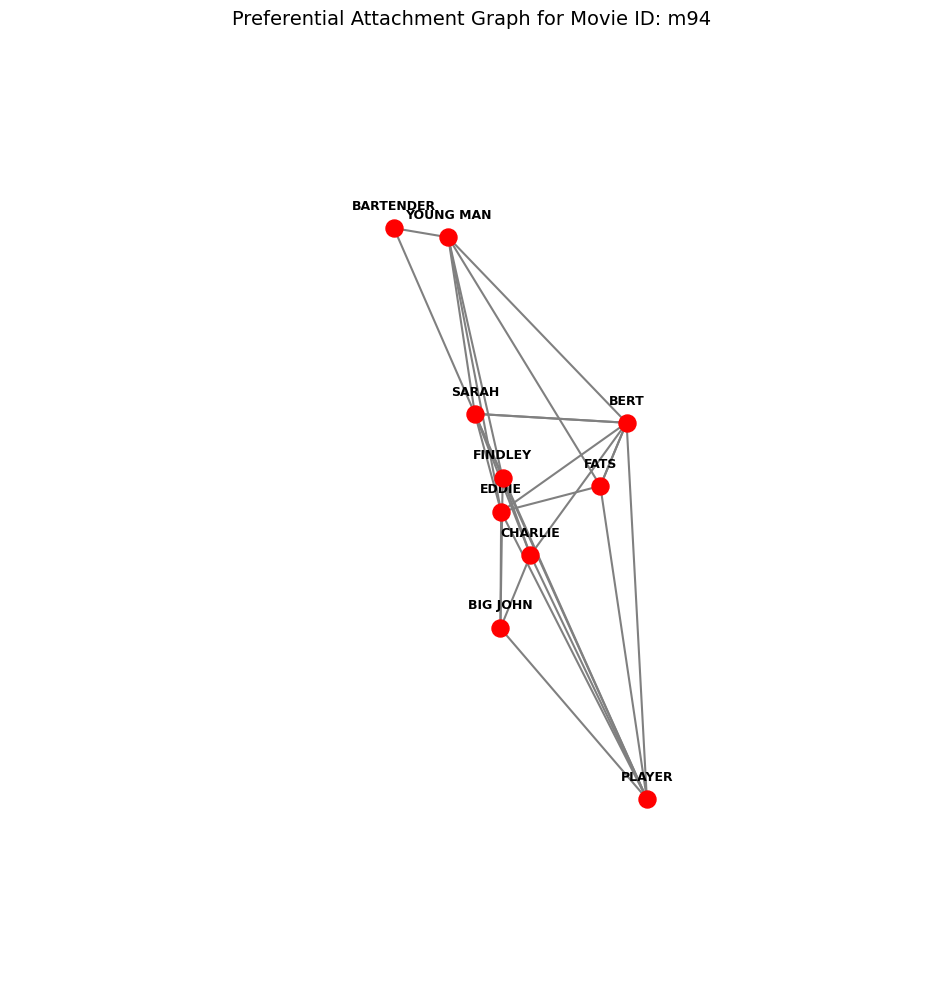 Preferential Attachment Graph for Movie ID: m94
BARTENDER
YOUNG MAN
SARAH
BERT
FINDLEY
FATS
EDDIE
CHARLIE
BIG JOHN
PLAYER